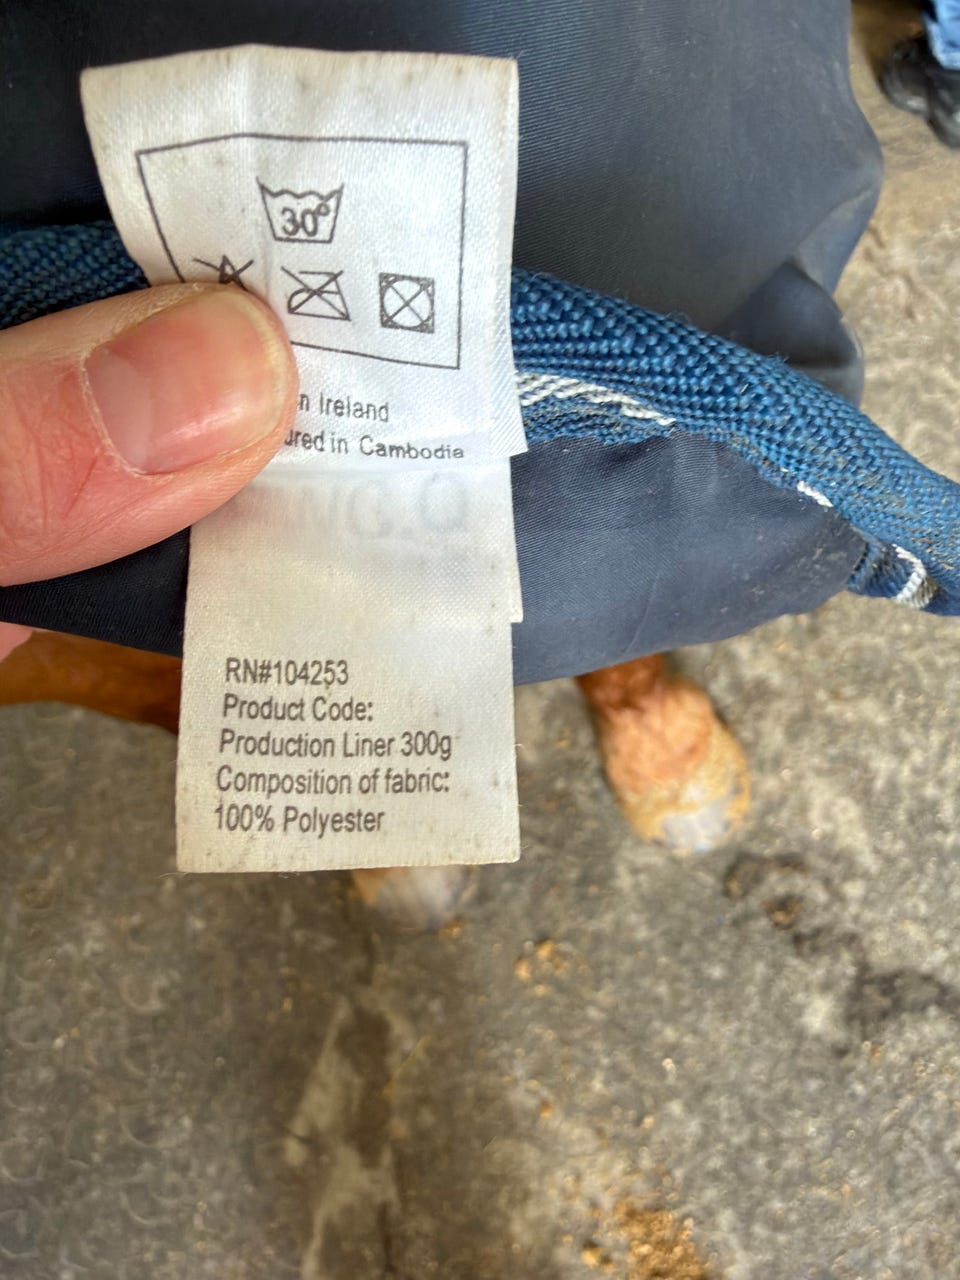 30°
n Ireland
ured in Cambodia
RN#104253
Product Code:
Production Liner 300g
Composition of fabric:
100% Polyester